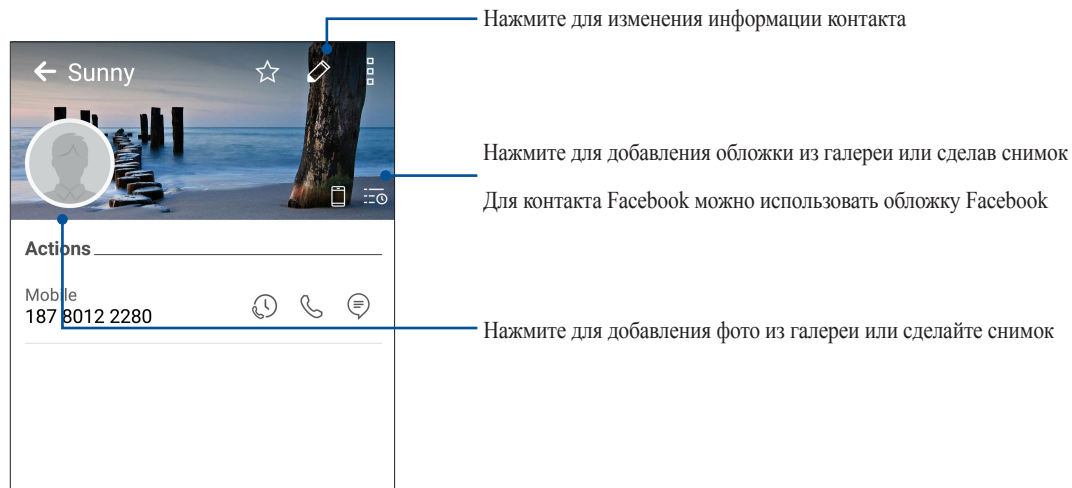 Нажмите для изменения информации контакта
Sunny
Нажмите для добавления обложки из галереи или сделав снимок
Для контакта Facebook можно использовать обложку Facebook
Actions
Mobile
187 8012 2280
Нажмите для добавления фото из галереи или сделайте снимок